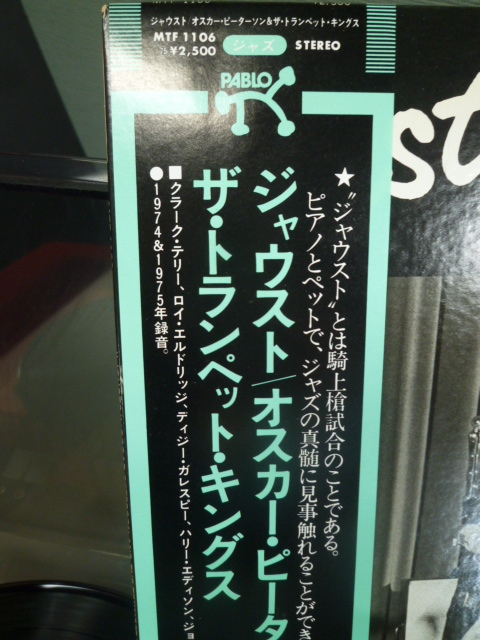 ジャウスト/オスカー・ピーターソン&ザ・トランペット・キングス
MTF 1106
¥2,500
ジャズ
STEREO
PABLO
★“ジャウスト”とは騎上槍試合のことである。
ピアノとペットで、ジャズの真髄に見事触れることができ
ジャウスト/オスカー・ピータ
ザ・トランペット・キングス
■クラーク・テリー、ロイ・エルドリッジ、ディジー・ガレスピー、ハリー・エディソン、ジョ
●1974&1975年録音。
st